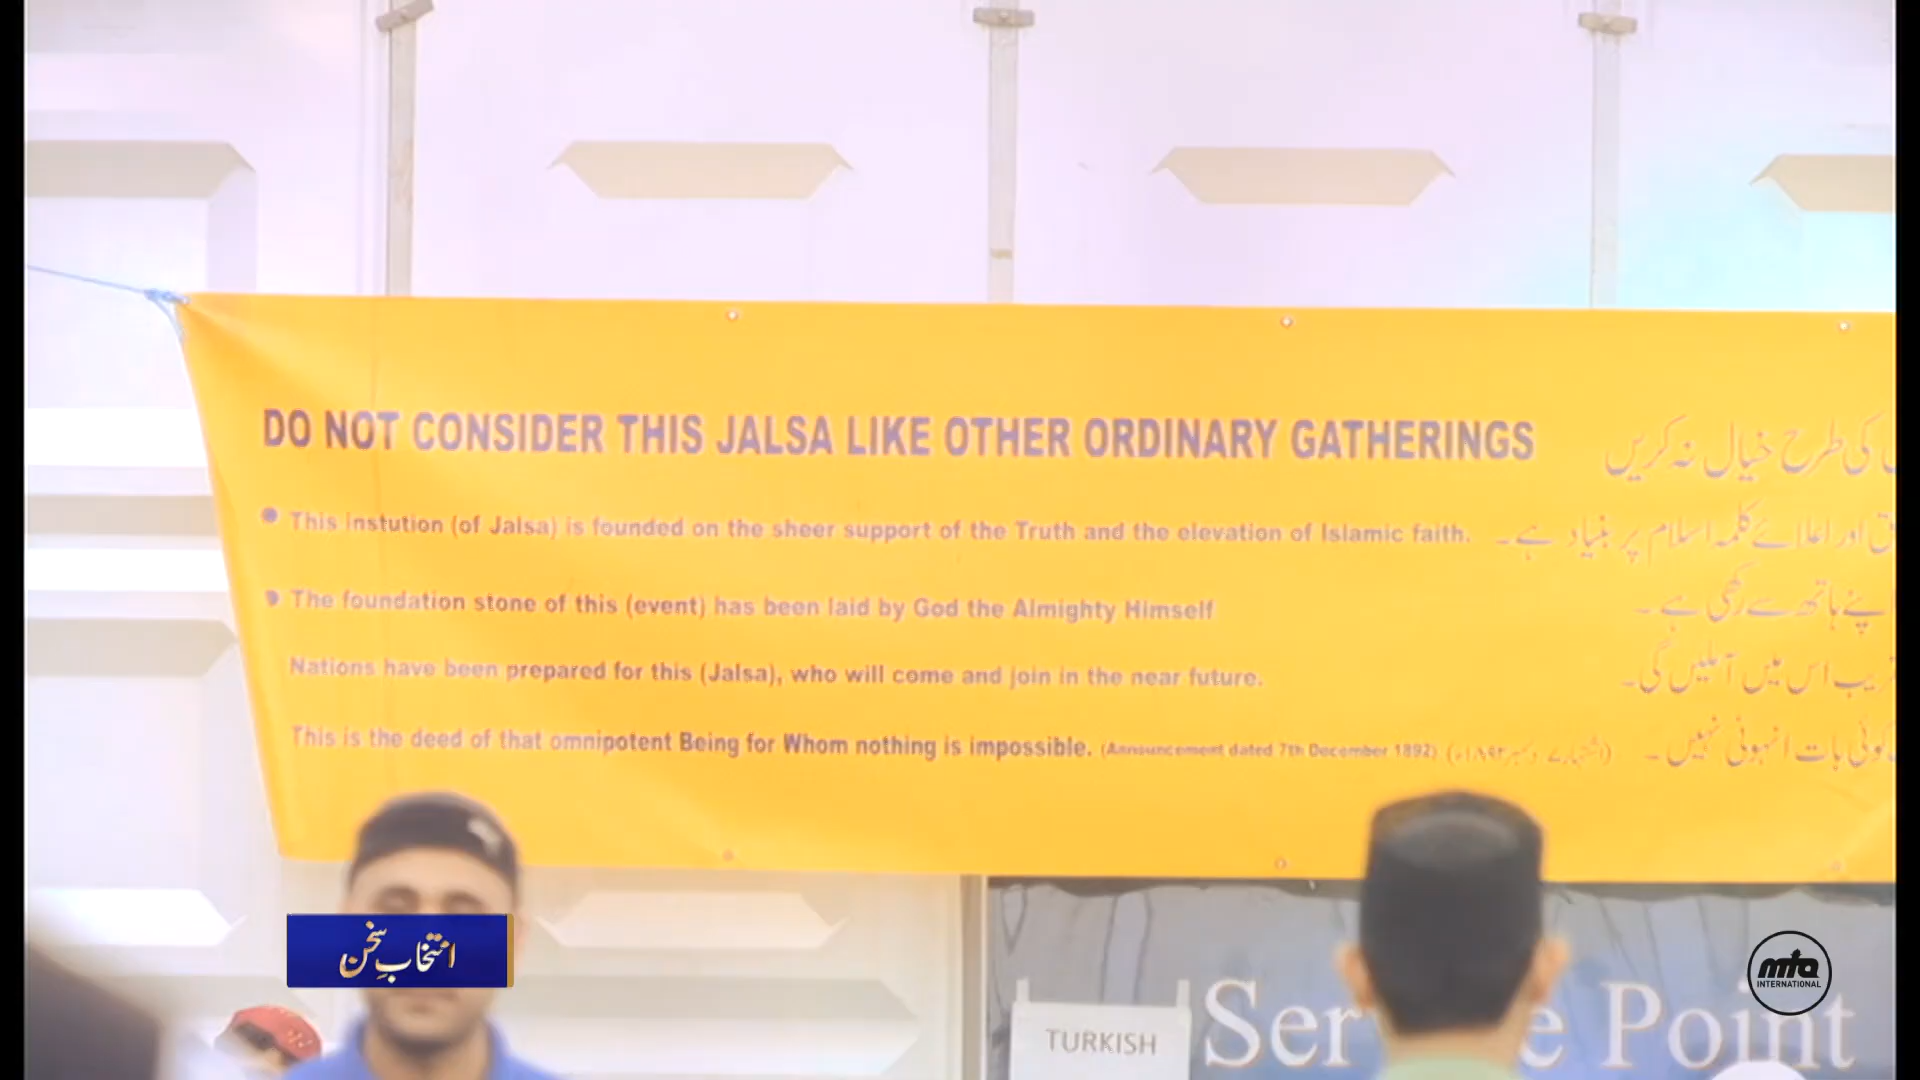 DO NOT CONSIDER THIS JALSA LIKE OTHER ORDINARY GATHERINGS
کی طرح خیال نہ کریں
This instution (of Jalsa) is founded on the sheer support of the Truth and the elevation of Islamic faith.
اور اعلائے کلمہ اسلام پر بنیاد ہے۔
The foundation stone of this (event) has been laid by God the Almighty Himself
ہاتھ سے رکھی ہے۔
Nations have been prepared for this (Jalsa), who will come and join in the near future.
اس میں آملیں گی۔
This is the deed of that omnipotent Being for Whom nothing is impossible. (Announcement dated 7th December 1892)
(اشتہار ۷ دسمبر ۱۸۹۲ء)
کوئی بات انہونی نہیں۔
انتخابِ سخن
mta
INTERNATIONAL
TURKISH
Point